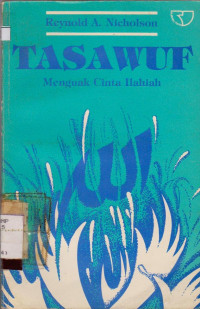 Reynold A. Nicholson
TASAWUF
Menguak Cinta Ilahiah